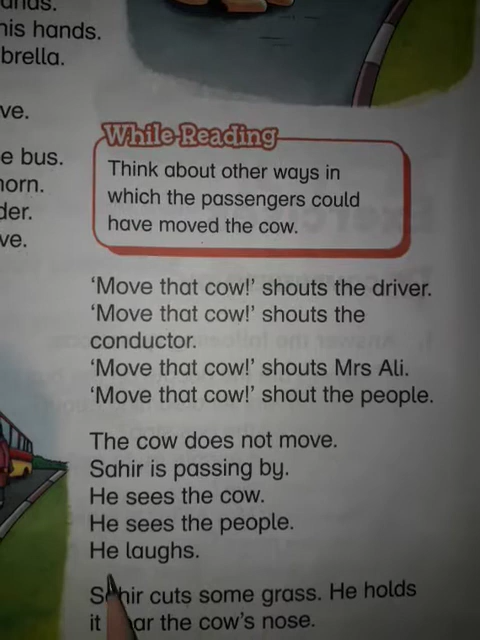 his hands.
brella.
ve.
e bus.
horn.
der.
ve.
While-Reading
Think about other ways in
which the passengers could
have moved the cow.
‘Move that cow!’ shouts the driver.
‘Move that cow!’ shouts the
conductor.
‘Move that cow!’ shouts Mrs Ali.
‘Move that cow!’ shout the people.
The cow does not move.
Sahir is passing by.
He sees the cow.
He sees the people.
He laughs.
Sahir cuts some grass. He holds
it near the cow’s nose.